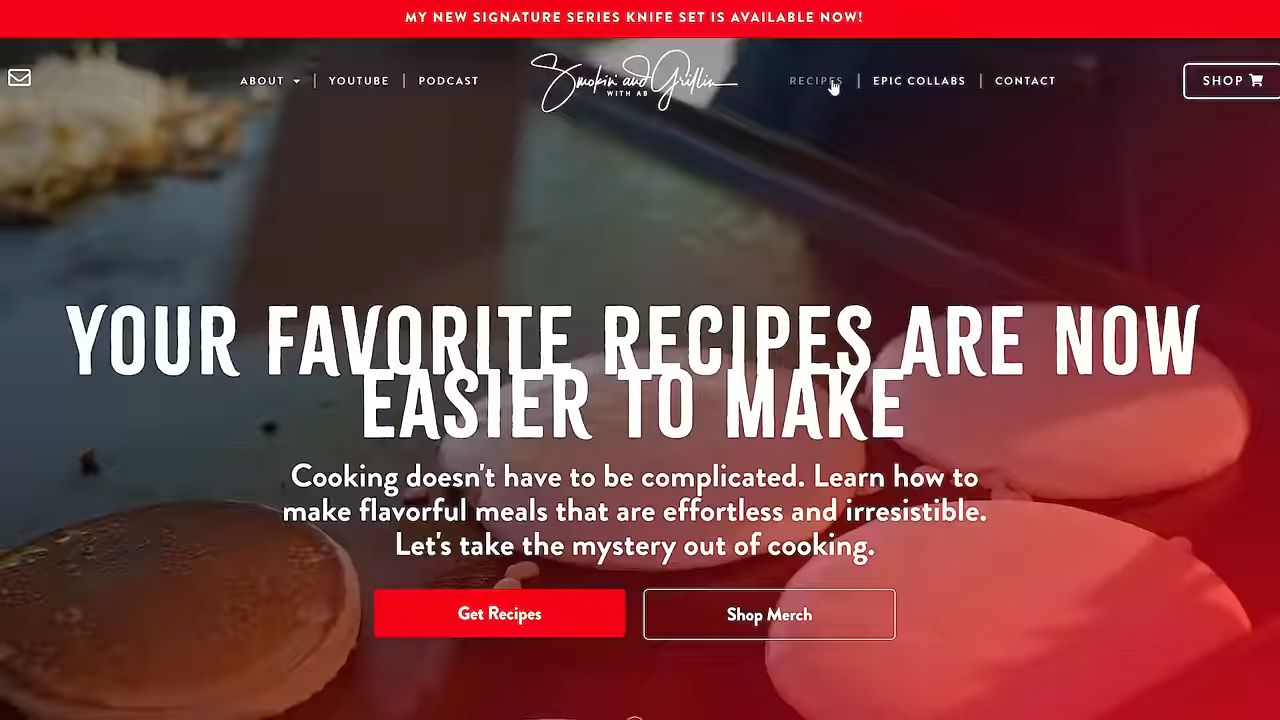 MY NEW SIGNATURE SERIES KNIFE SET IS AVAILABLE NOW!
ABOUT | YOUTUBE | PODCAST
Smokin' and Grillin
WITH AB
RECIPES | EPIC COLLABS | CONTACT
SHOP
YOUR FAVORITE RECIPES ARE NOW
EASIER TO MAKE
Cooking doesn't have to be complicated. Learn how to
make flavorful meals that are effortless and irresistible.
Let's take the mystery out of cooking.
Get Recipes
Shop Merch